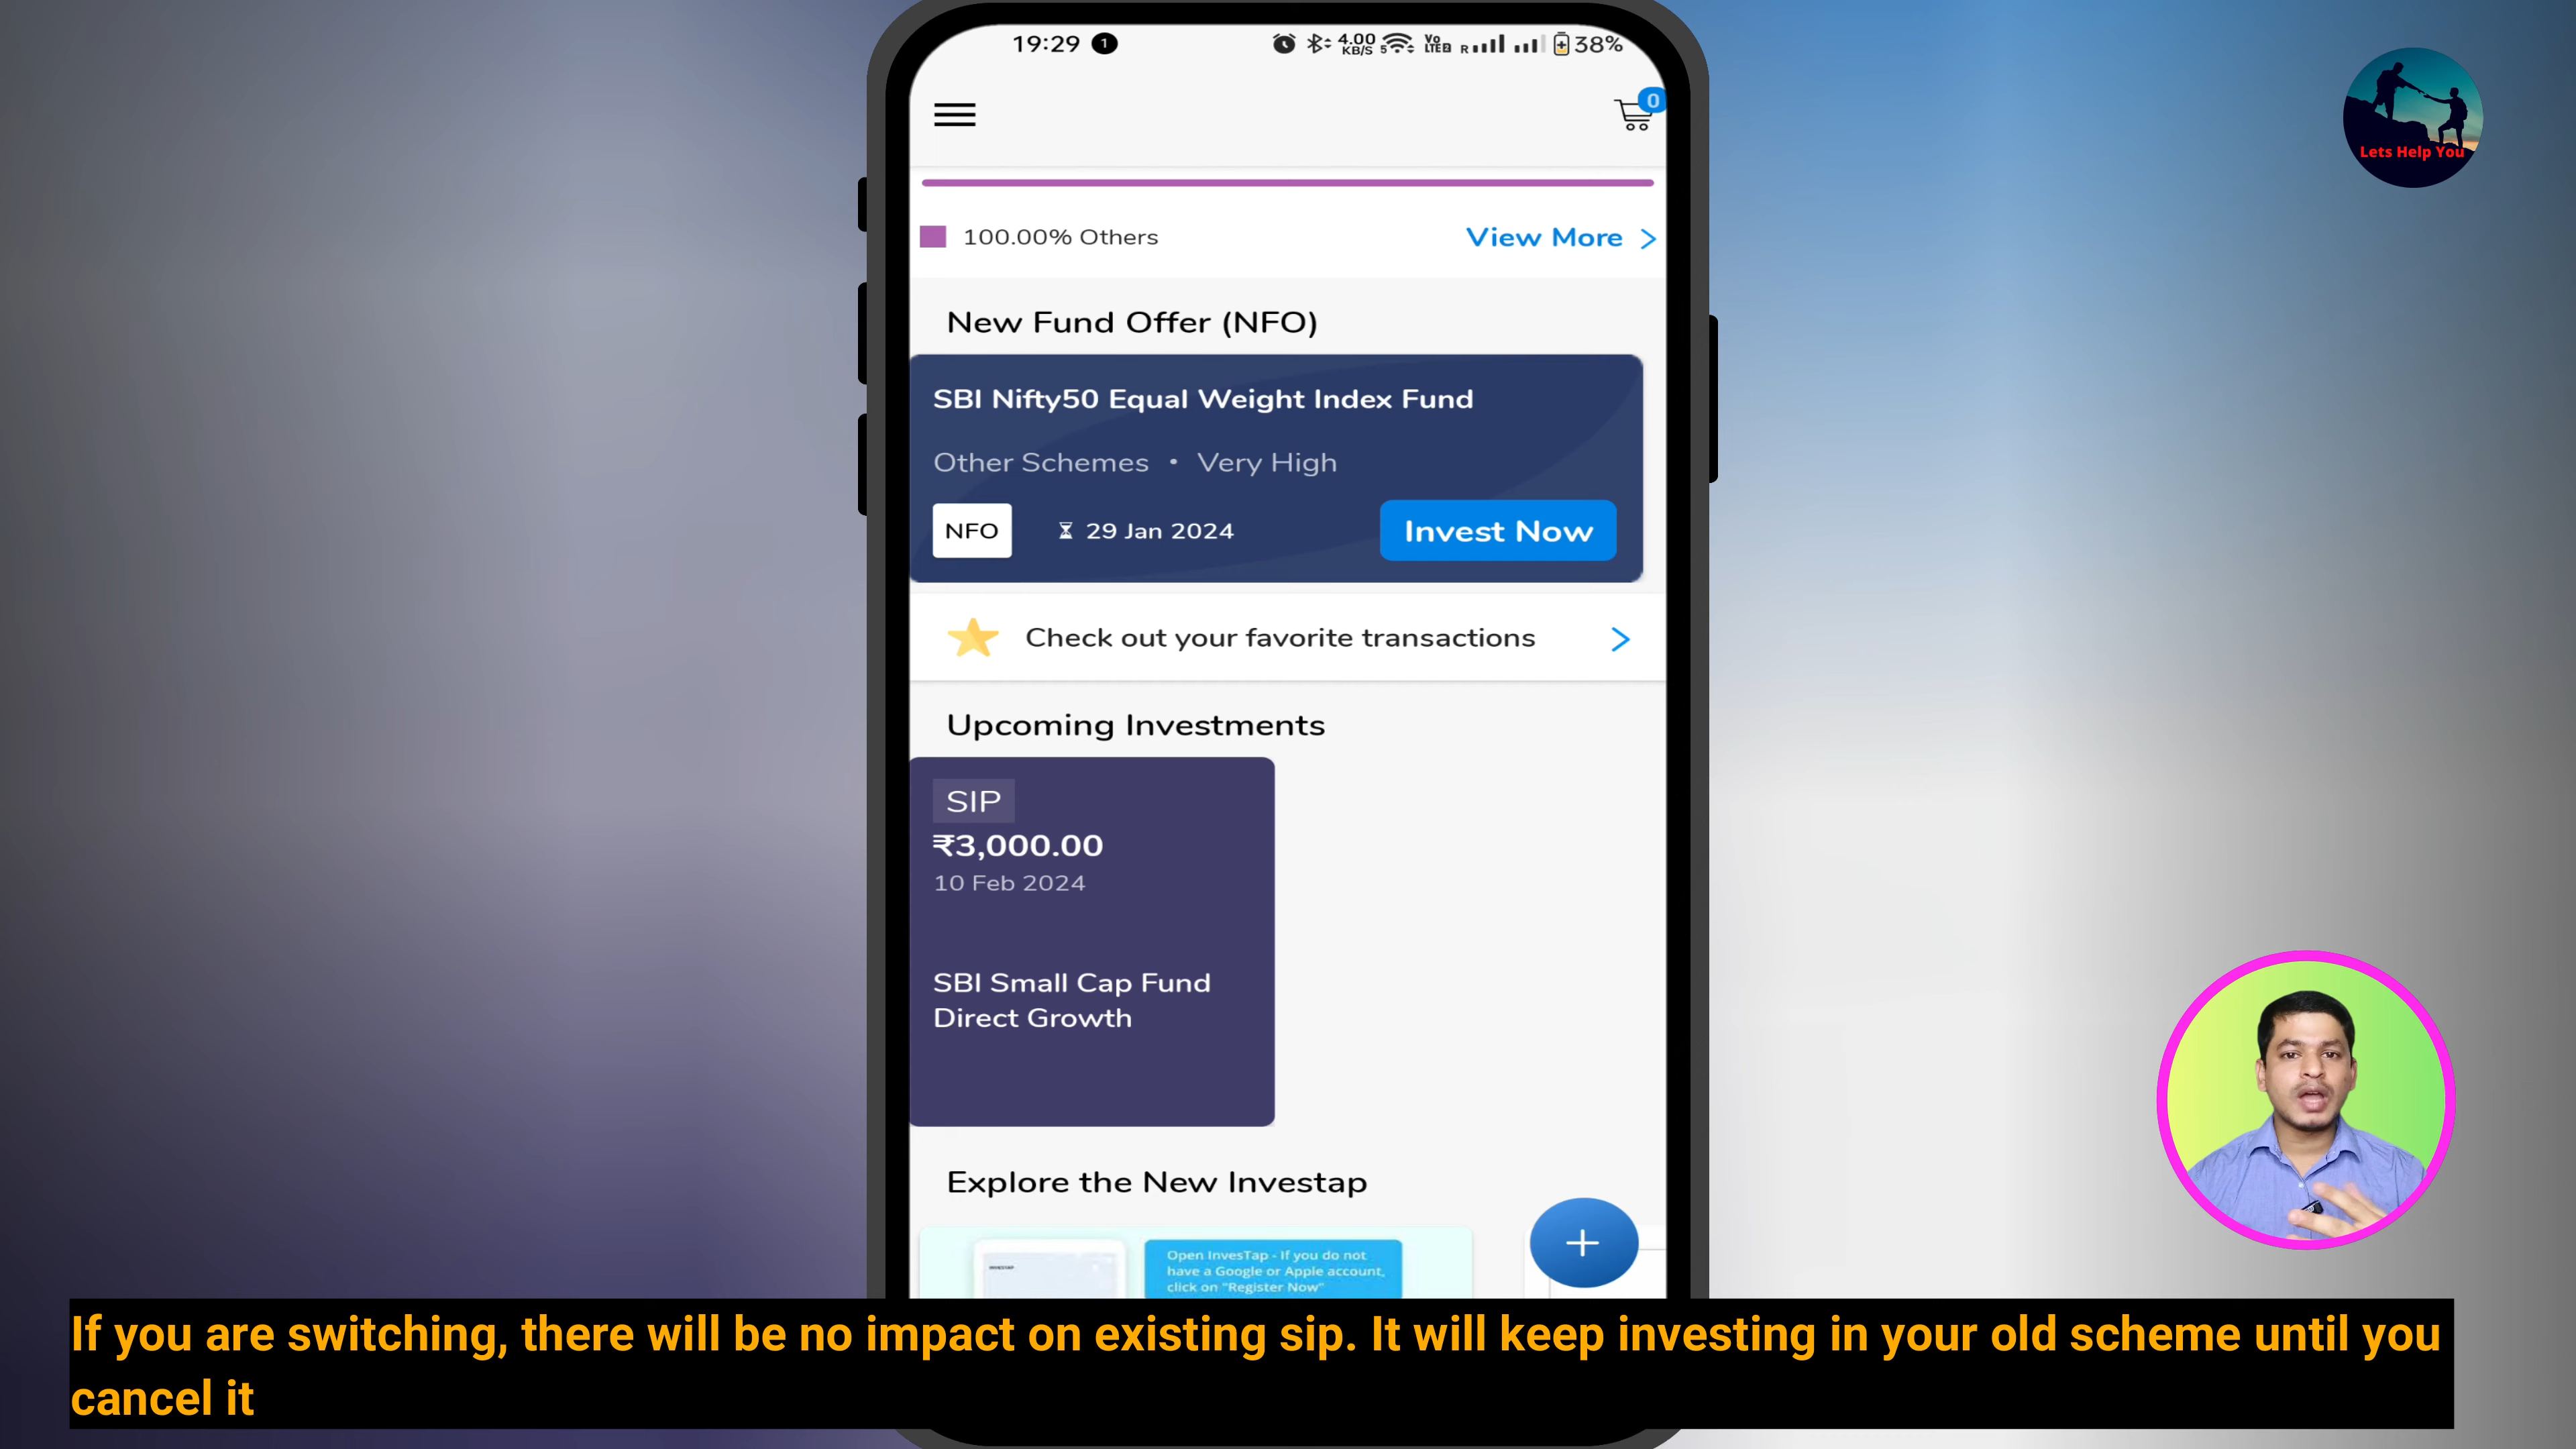 19:29 1 4.00 KB/S 5 Vo LTE2 R 38%
0
Lets Help You
100.00% Others View More
New Fund Offer (NFO)
SBI Nifty50 Equal Weight Index Fund
Other Schemes • Very High
NFO 29 Jan 2024 Invest Now
Check out your favorite transactions
Upcoming Investments
SIP
₹3,000.00
10 Feb 2024
SBI Small Cap Fund
Direct Growth
Explore the New Investap
+
Open InvesTap - If you do not
have a Google or Apple account,
click on "Register Now"
If you are switching, there will be no impact on existing sip. It will keep investing in your old scheme until you
cancel it